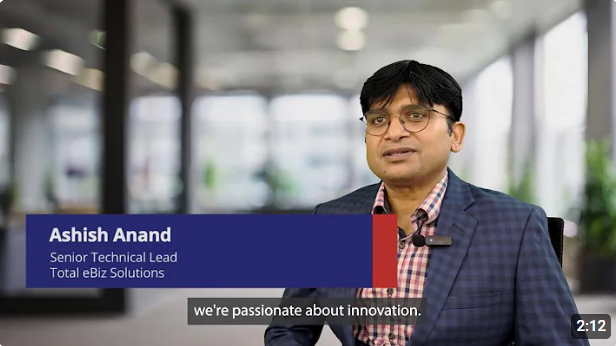 Ashish Anand
Senior Technical Lead
Total eBiz Solutions
we're passionate about innovation.
2:12